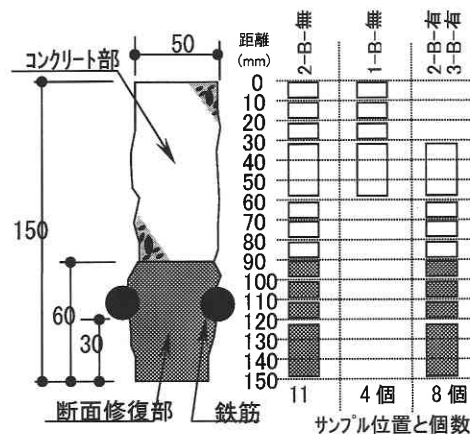 50
コンクリート部
150
60
30
断面修復部
鉄筋
距離
(mm)
0
10
20
30
40
50
60
70
80
90
100
110
120
130
140
150
2-B-無
1-B-無
2-B-有
3-B-有
11
4個
8個
サンプル位置と個数